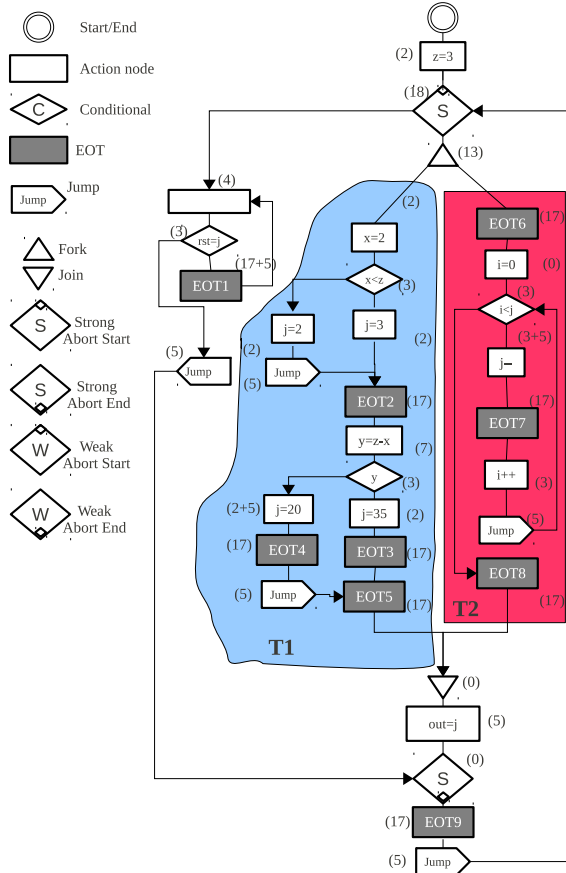 Start/End
Action node
C
Conditional
EOT
Jump
Jump
Fork
Join
S
Strong
Abort Start
S
Strong
Abort End
W
Weak
Abort Start
W
Weak
Abort End
(2)
z=3
(18)
S
(13)
(4)
(3)
rst=j
(17+5)
EOT1
(5)
Jump
(2)
x=2
x<z
(3)
j=2
j=3
(2)
(2)
(5)
Jump
EOT2
(17)
y=z-x
(7)
y
(3)
(2+5)
j=20
j=35
(2)
(17)
EOT4
EOT3
(17)
(5)
Jump
EOT5
(17)
T1
EOT6
(17)
i=0
(0)
(3)
i<j
(3+5)
j--
(17)
EOT7
i++
(3)
(5)
Jump
EOT8
T2
(17)
(0)
out=j
(5)
(0)
S
(17)
EOT9
(5)
Jump